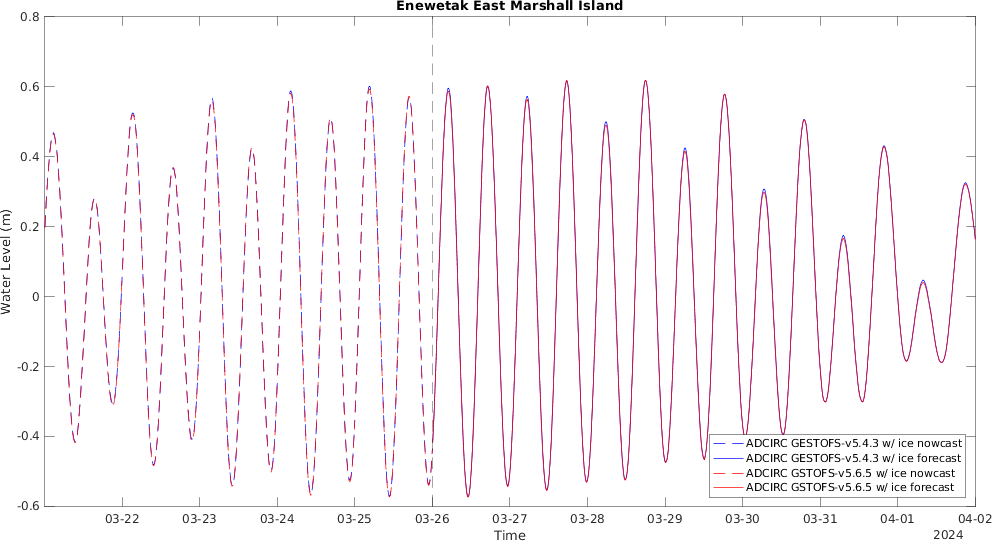 Enewetak East Marshall Island
0.8
0.6
0.4
0.2
0
-0.2
-0.4
-0.6
Water Level (m)
ADCIRC GESTOFS-v5.4.3 w/ ice nowcast
ADCIRC GESTOFS-v5.4.3 w/ ice forecast
ADCIRC GSTOFS-v5.6.5 w/ ice nowcast
ADCIRC GSTOFS-v5.6.5 w/ ice forecast
03-22 03-23 03-24 03-25 03-26 03-27 03-28 03-29 03-30 03-31 04-01 04-02
Time
2024